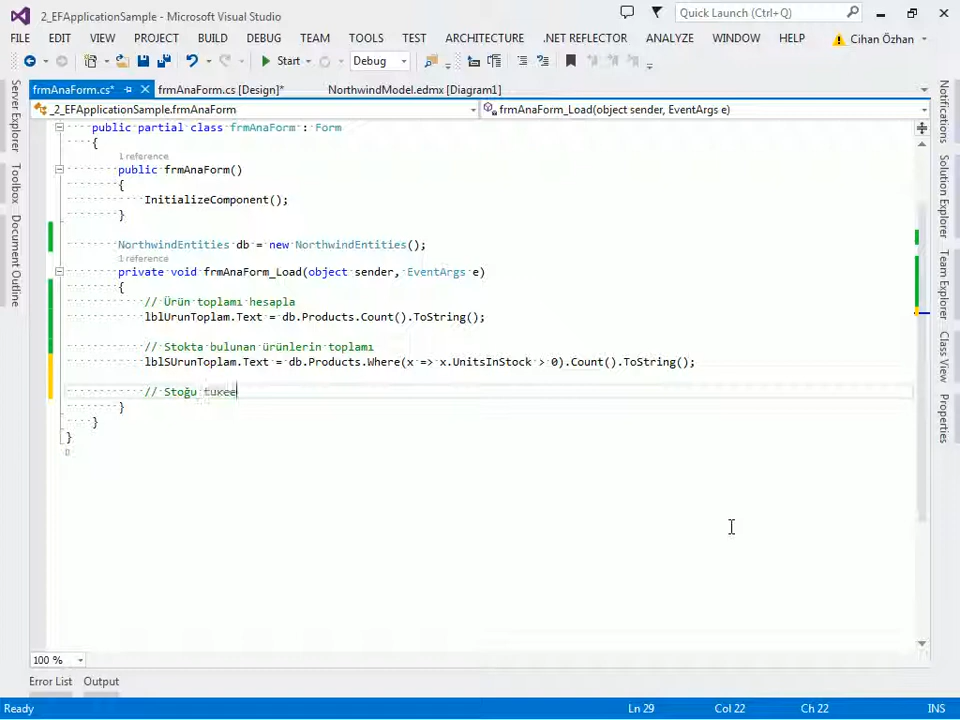 2_EFApplicationSample - Microsoft Visual Studio
Quick Launch (Ctrl+Q)
FILE EDIT VIEW PROJECT BUILD DEBUG TEAM TOOLS TEST ARCHITECTURE .NET REFLECTOR ANALYZE WINDOW HELP Cihan Özhan
Start Debug
frmAnaForm.cs* frmAnaForm.cs [Design]* NorthwindModel.edmx [Diagram1]
_2_EFApplicationSample.frmAnaForm frmAnaForm_Load(object sender, EventArgs e)
public partial class frmAnaForm : Form
{
1 reference
public frmAnaForm()
{
InitializeComponent();
}
NorthwindEntities db = new NorthwindEntities();
1 reference
private void frmAnaForm_Load(object sender, EventArgs e)
{
// Ürün toplamı hesapla
lblUrunToplam.Text = db.Products.Count().ToString();
// Stokta bulunan ürünlerin toplamı
lblSUrunToplam.Text = db.Products.Where(x => x.UnitsInStock > 0).Count().ToString();
// Stoğu
}
}
}
Server Explorer
Toolbox
Document Outline
Notifications
Solution Explorer
Team Explorer
Class View
Properties
100 %
Error List Output
Ready Ln 29 Col 22 Ch 22 INS